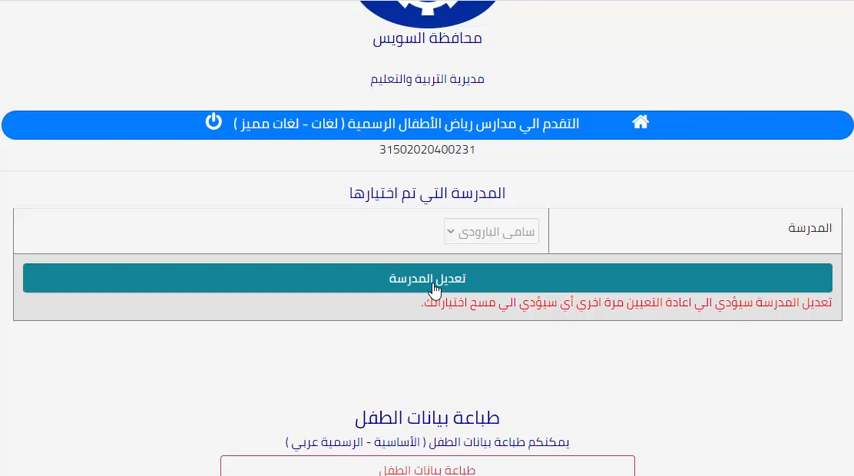 محافظة السويس
مديرية التربية والتعليم
التقدم الي مدارس رياض الأطفال الرسمية ( لغات - لغات مميز )
31502020400231
المدرسة التي تم اختيارها
المدرسة
سامى البارودى
تعديل المدرسة
تعديل المدرسة سيؤدي الي اعادة التعيين مرة اخري أي سيؤدي الي مسح اختياراتك.
طباعة بيانات الطفل
يمكنكم طباعة بيانات الطفل ( الأساسية - الرسمية عربي )
طباعة بيانات الطفل